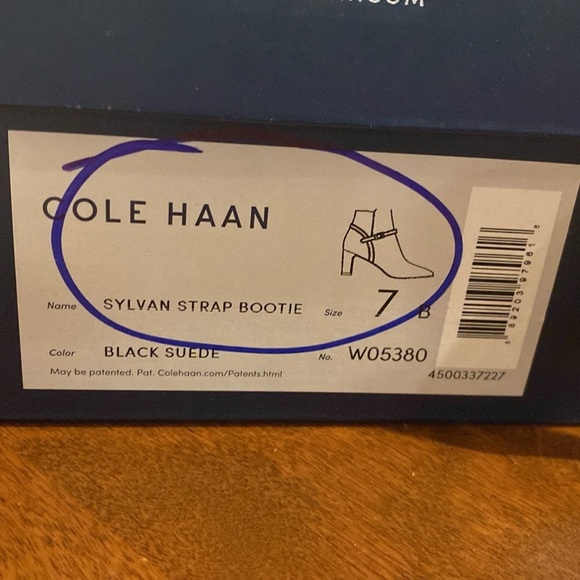 COLE HAAN
Name SYLVAN STRAP BOOTIE Size 7 B
Color BLACK SUEDE No. W05380
May be patented. Pat. Colehaan.com/Patents.html 4500337227